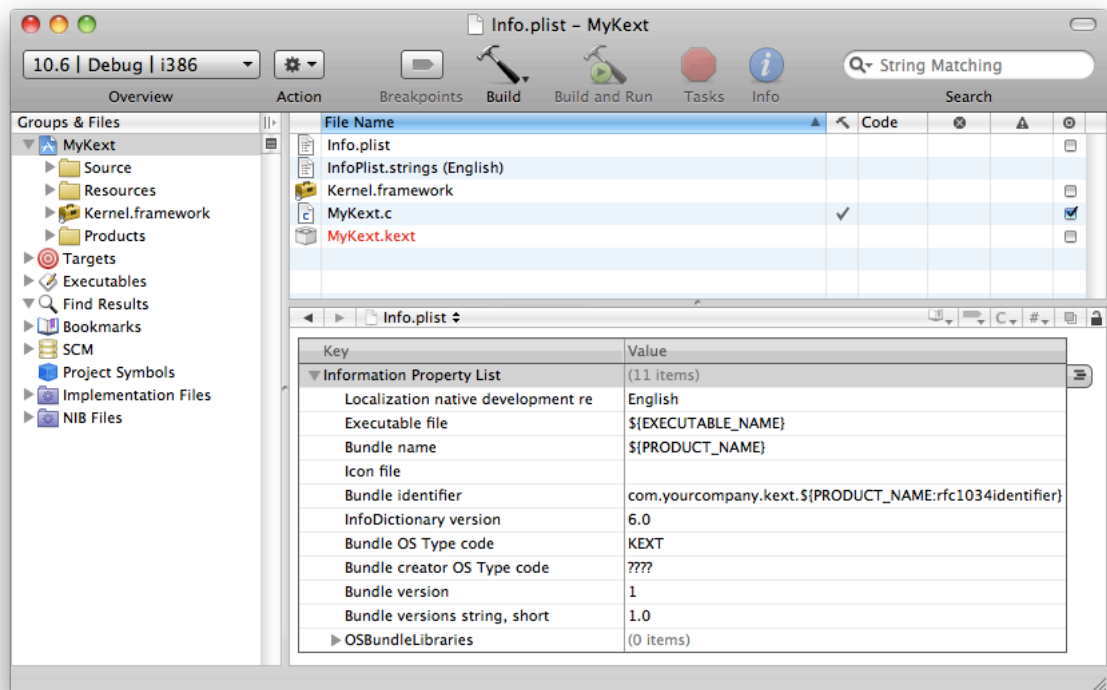 Info.plist – MyKext
10.6 | Debug | i386
String Matching
Overview
Action
Breakpoints
Build
Build and Run
Tasks
Info
Search
Groups & Files
File Name
Code
MyKext
Info.plist
Source
InfoPlist.strings (English)
Resources
Kernel.framework
Kernel.framework
MyKext.c
Products
MyKext.kext
Targets
Executables
Find Results
Bookmarks
SCM
Project Symbols
Implementation Files
NIB Files
Info.plist
C
#
Key Value
Information Property List (11 items)
Localization native development re English
Executable file ${EXECUTABLE_NAME}
Bundle name ${PRODUCT_NAME}
Icon file
Bundle identifier com.yourcompany.kext.${PRODUCT_NAME:rfc1034identifier}
InfoDictionary version 6.0
Bundle OS Type code KEXT
Bundle creator OS Type code ????
Bundle version 1
Bundle versions string, short 1.0
OSBundleLibraries (0 items)